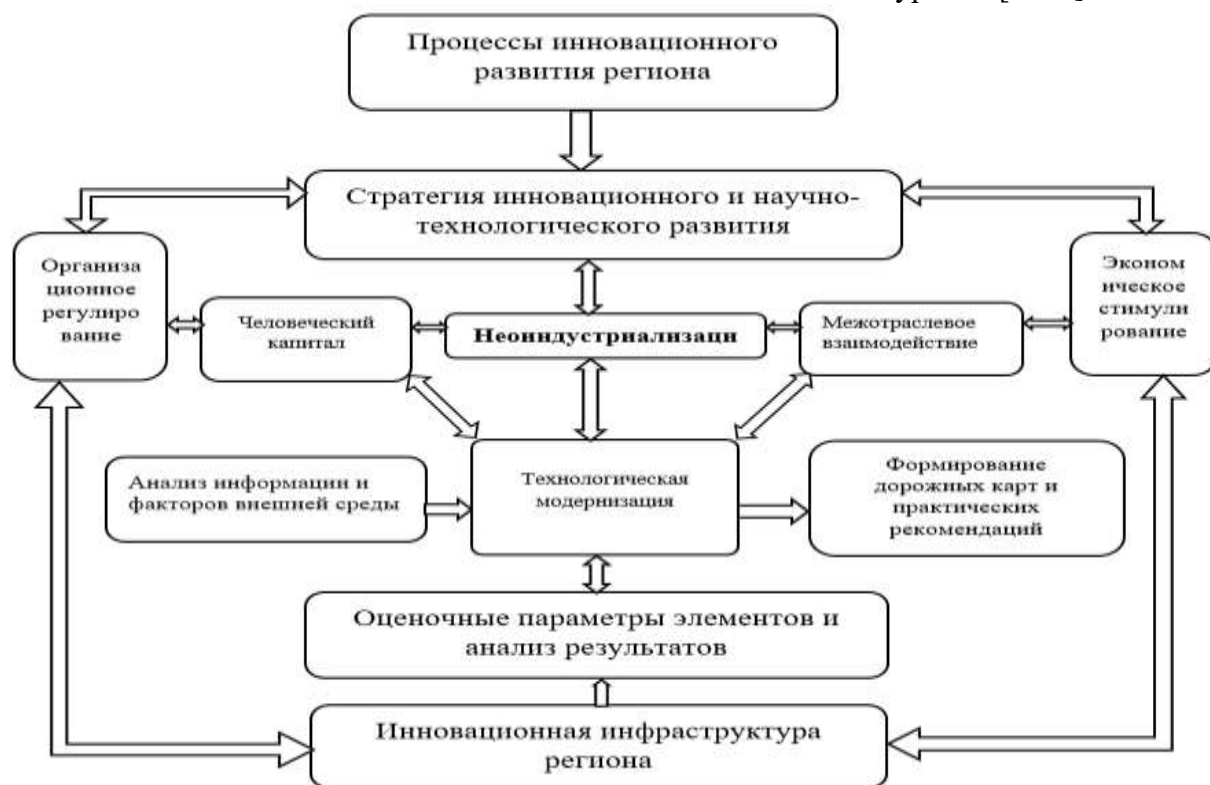 Процессы инновационного
развития региона
Стратегия инновационного и научно-
технологического развития
Организа
ционное
регулиро
вание
Человеческий
капитал
Неоиндустриализаци
Межотраслевое
взаимодействие
Эконом
ическое
стимули
рование
Анализ информации и
факторов внешней среды
Технологическая
модернизация
Формирование
дорожных карт и
практических
рекомендаций
Оценочные параметры элементов и
анализ результатов
Инновационная инфраструктура
региона